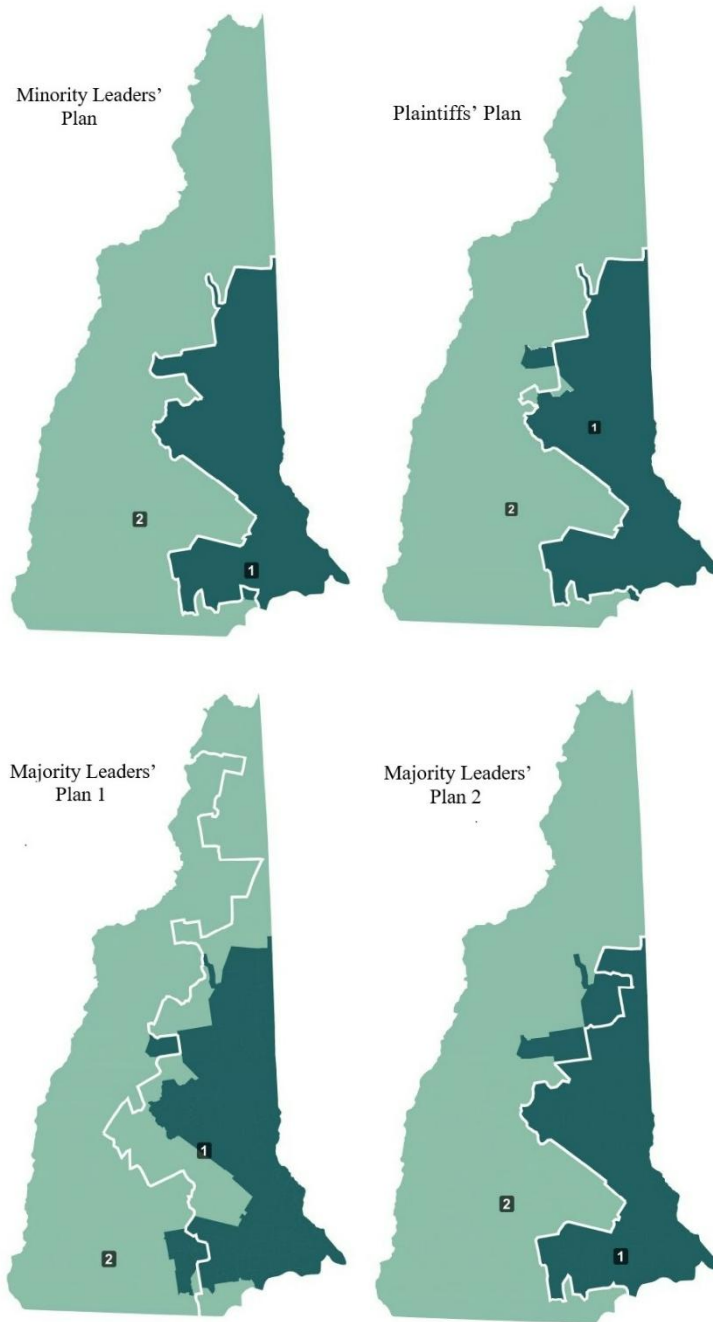 Minority Leaders’
Plan
2
1
Plaintiffs’ Plan
1
2
Majority Leaders’
Plan 1
1
2
Majority Leaders’
Plan 2
2
1